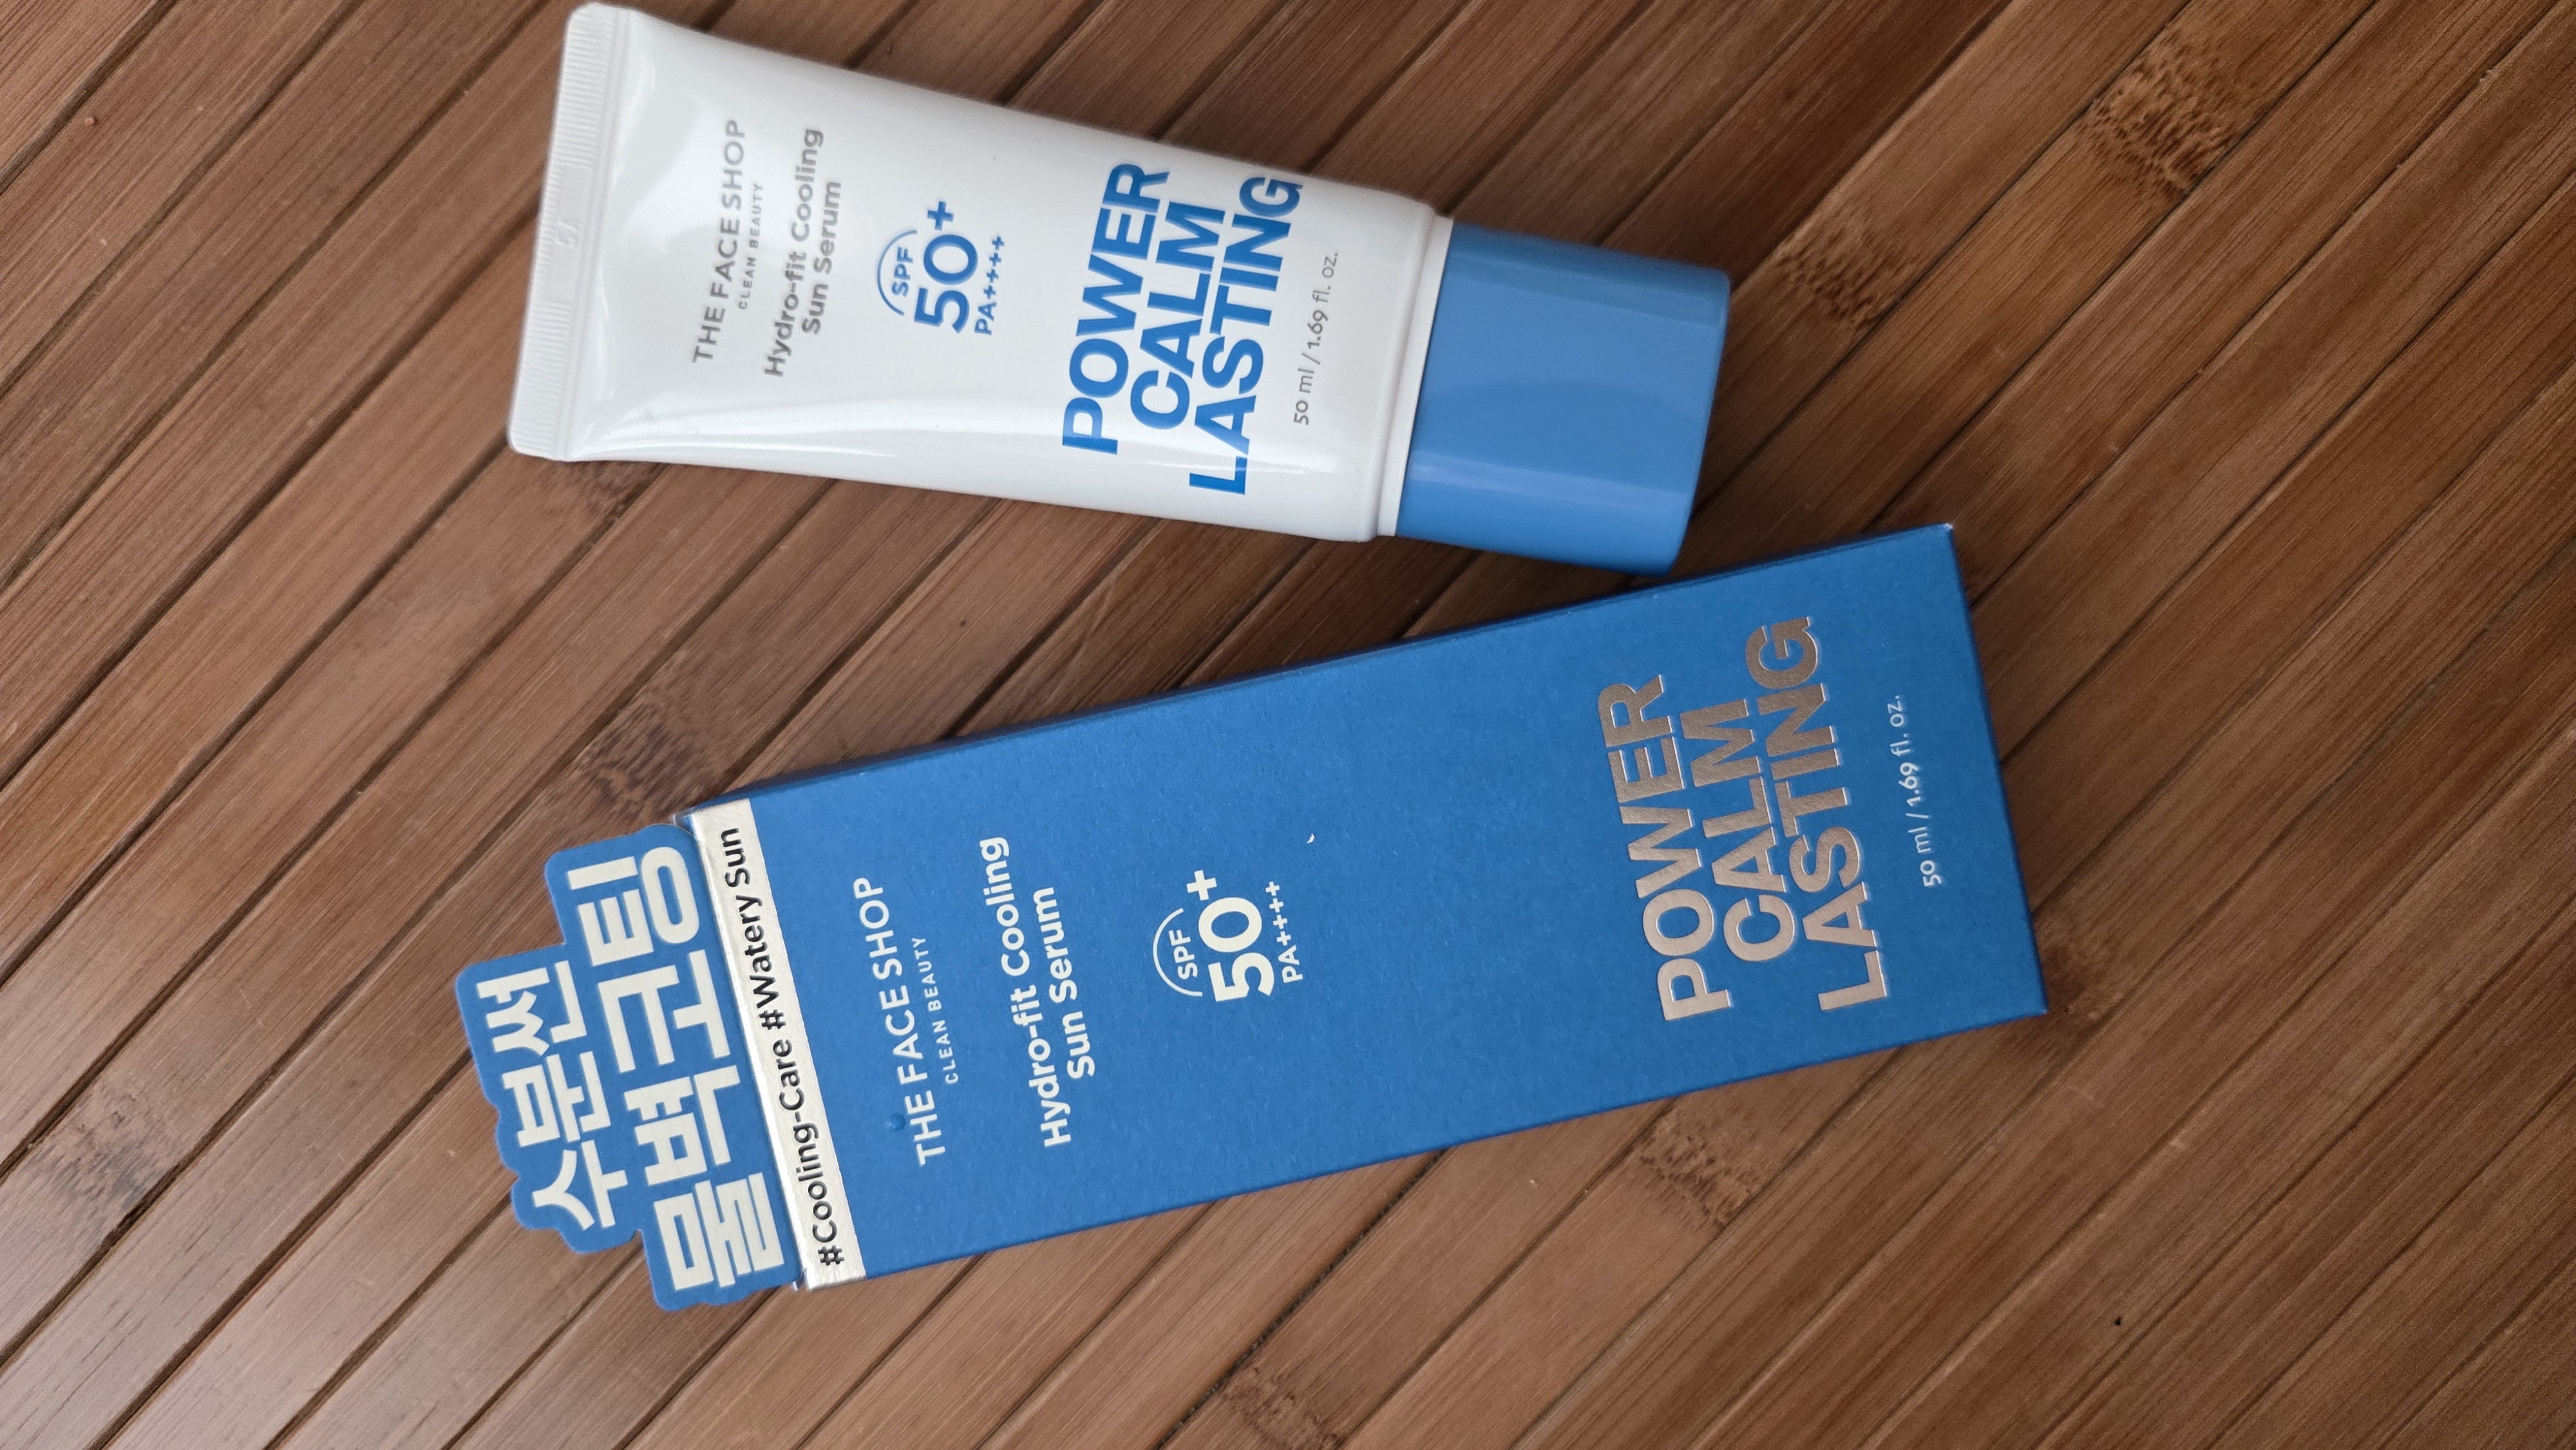 THE FACE SHOP
CLEAN BEAUTY
Hydro-fit Cooling
Sun Serum
SPF
50+
PA++++
POWER
CALM
LASTING
50 ml / 1.69 fl. oz.
수분썬
물벽코팅
#Cooling-Care #Watery Sun
THE FACE SHOP
CLEAN BEAUTY
Hydro-fit Cooling
Sun Serum
SPF
50+
PA++++
POWER
CALM
LASTING
50 ml / 1.69 fl. oz.